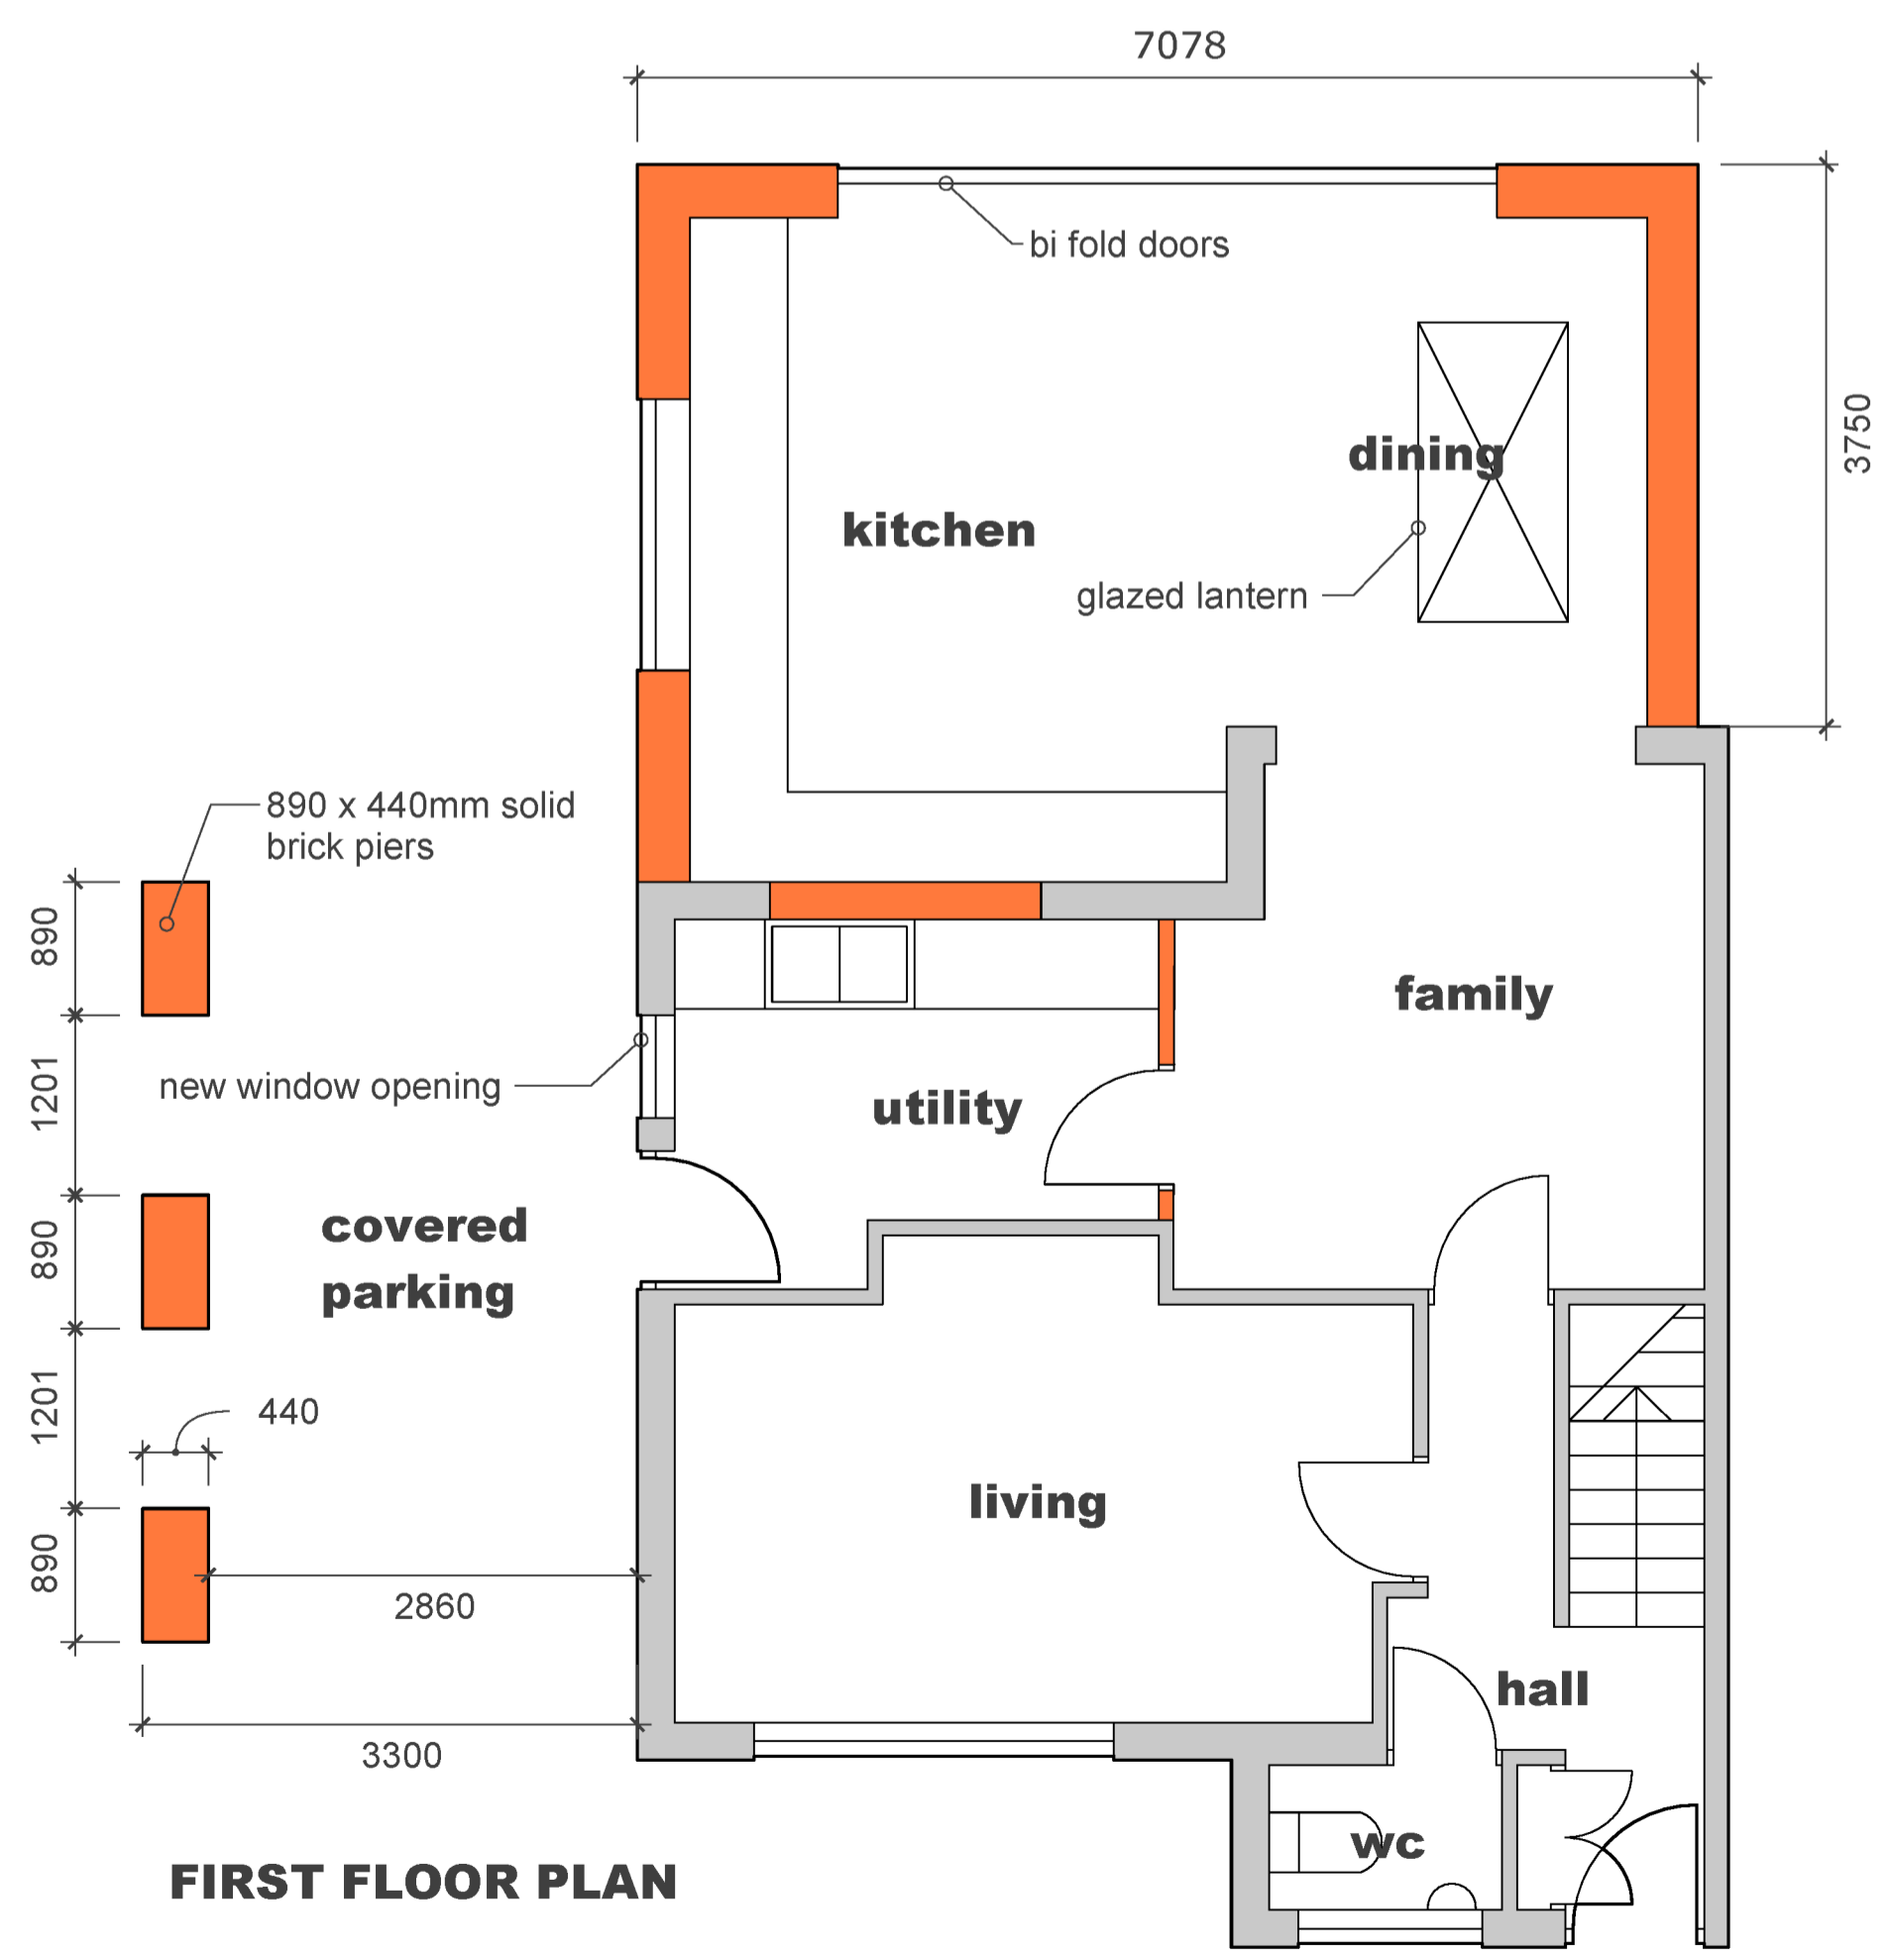 7078
bi fold doors
3750
dining
kitchen
glazed lantern
890 x 440mm solid
brick piers
890
family
new window opening
1201
utility
covered
parking
890
1201
440
living
890
2860
hall
3300
wc
FIRST FLOOR PLAN